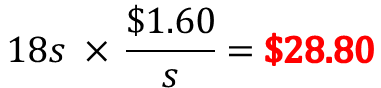 18s × $1.60/s = $28.80